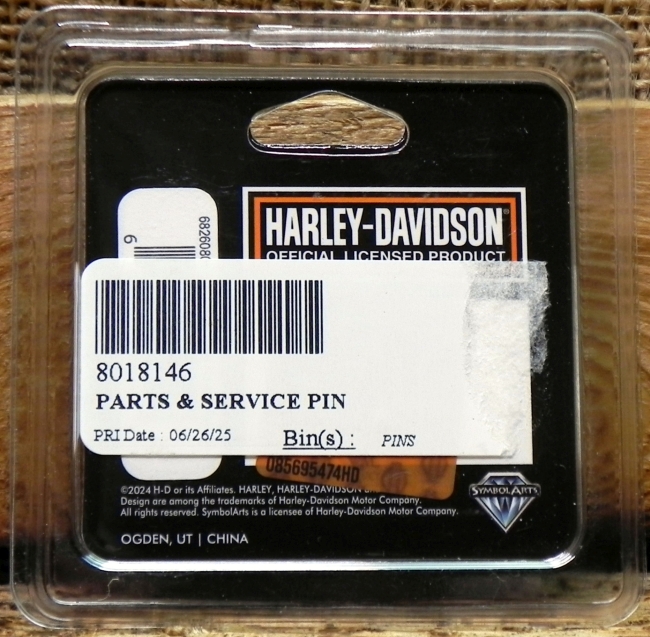 6
6826080
HARLEY-DAVIDSON
OFFICIAL LICENSED PRODUCT
8018146
PARTS & SERVICE PIN
PRI Date : 06/26/25 Bin(s) : PINS
085695474HD
©2024 H-D or its Affiliates. HARLEY, HARLEY-DAVIDSON
Design are among the trademarks of Harley-Davidson Motor Company.
All rights reserved. SymbolArts is a licensee of Harley-Davidson Motor Company.
SYMBOLARTS
OGDEN, UT | CHINA